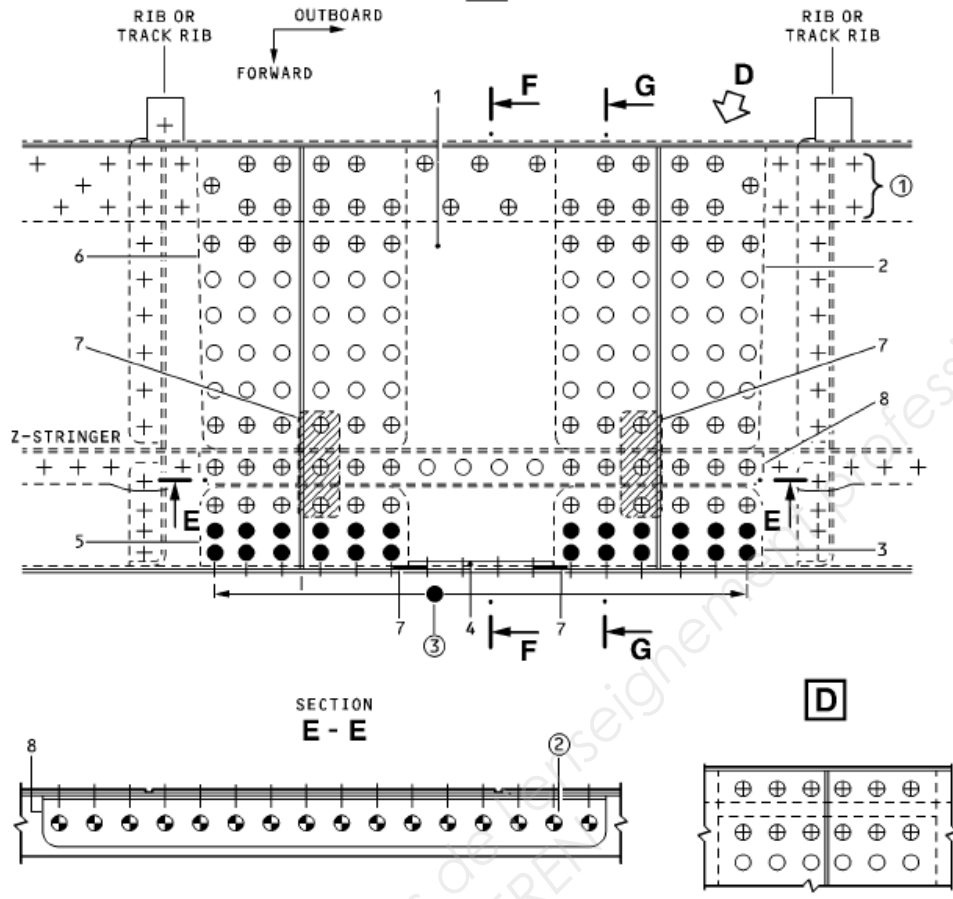 RIB OR
TRACK RIB
OUTBOARD
FORWARD
RIB OR
TRACK RIB
F
G
D
1
①
6
2
7
7
8
Z-STRINGER
E
E
5
3
7
③
4
7
F
G
SECTION
E - E
D
8
②